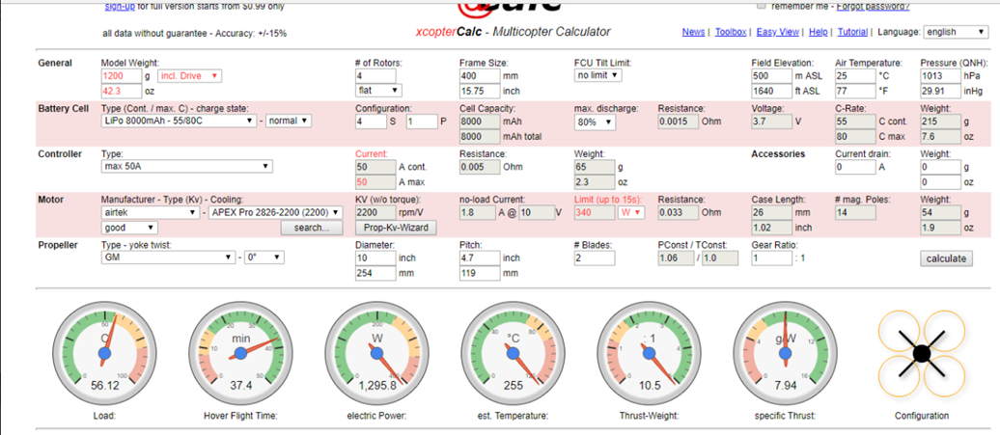 sign-up for full version starts from $0.99 only
remember me - Forgot password?
all data without guarantee - Accuracy: +/-15%
xcopterCalc - Multicopter Calculator
News | Toolbox | Easy View | Help | Tutorial | Language: english
General Model Weight: # of Rotors: Frame Size: FCU Tilt Limit: Field Elevation: Air Temperature: Pressure (QNH):
1200 g incl. Drive 4 400 mm no limit 500 m ASL 25 °C 1013 hPa
42.3 oz flat 15.75 inch 1640 ft ASL 77 °F 29.91 inHg
Battery Cell Type (Cont. / max. C) - charge state: Configuration: Cell Capacity: max. discharge: Resistance: Voltage: C-Rate: Weight:
LiPo 8000mAh - 55/80C - normal 4 S 1 P 8000 mAh 80% 0.0015 Ohm 3.7 V 55 C cont. 215 g
8000 mAh total 80 C max 7.6 oz
Controller Type: Current: Resistance: Weight: Accessories Current drain: Weight:
max 50A 50 A cont. 0.005 Ohm 65 g 0 A 0 g
50 A max 2.3 oz 0 oz
Motor Manufacturer - Type (Kv) - Cooling: KV (w/o torque): no-load Current: Limit (up to 15s): Resistance: Case Length: # mag. Poles: Weight:
airtek - APEX Pro 2826-2200 (2200) 2200 rpm/V 1.8 A @ 10 V 340 W 0.033 Ohm 26 mm 14 54 g
good search... Prop-Kv-Wizard 1.02 inch 1.9 oz
Propeller Type - yoke twist: Diameter: Pitch: # Blades: PConst / TConst: Gear Ratio:
GM - 0° 10 inch 4.7 inch 2 1.06 / 1.0 1 : 1 calculate
254 mm 119 mm
C min W °C : 1 g/W
56.12 37.4 1,295.8 255 10.5 7.94
Load: Hover Flight Time: electric Power: est. Temperature: Thrust-Weight: specific Thrust: Configuration